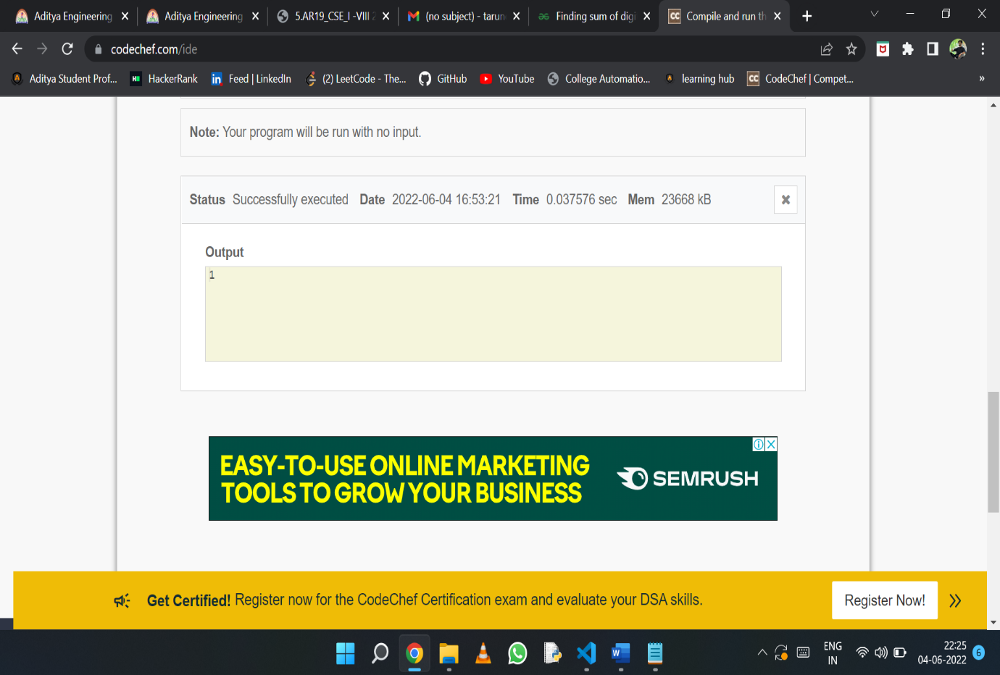 Aditya Engineering
Aditya Engineering
5.AR19_CSE_I -VIII
(no subject) - tarun
Finding sum of digi
CC Compile and run th
codechef.com/ide
Aditya Student Prof...
HackerRank
in Feed | LinkedIn
(2) LeetCode - The...
GitHub
YouTube
College Automatio...
learning hub
CC CodeChef | Compet...
»
Note: Your program will be run with no input.
Status Successfully executed Date 2022-06-04 16:53:21 Time 0.037576 sec Mem 23668 kB
Output
1
EASY-TO-USE ONLINE MARKETING
TOOLS TO GROW YOUR BUSINESS
SEMRUSH
Get Certified! Register now for the CodeChef Certification exam and evaluate your DSA skills.
Register Now!
ENG
IN
22:25
04-06-2022
6